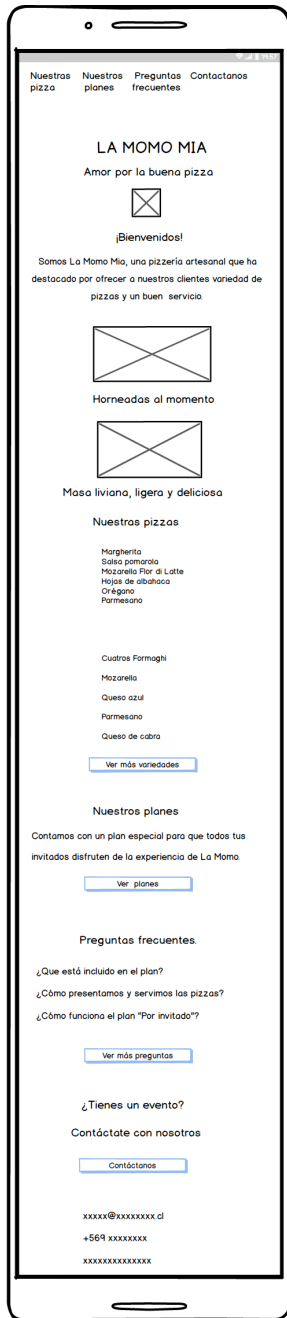 19:57
Nuestras Nuestros Preguntas Contactanos
pizza planes frecuentes
LA MOMO MIA
Amor por la buena pizza
¡Bienvenidos!
Somos La Momo Mia, una pizzería artesanal que ha
destacado por ofrecer a nuestros clientes variedad de
pizzas y un buen servicio.
Horneadas al momento
Masa liviana, ligera y deliciosa
Nuestras pizzas
Margherita
Salsa pomarola
Mozarella Flor di Latte
Hojas de albahaca
Orégano
Parmesano
Cuatros Formaghi
Mozarella
Queso azul
Parmesano
Queso de cabra
Ver más variedades
Nuestros planes
Contamos con un plan especial para que todos tus
invitados disfruten de la experiencia de La Momo.
Ver planes
Preguntas frecuentes.
¿Que está incluido en el plan?
¿Cómo presentamos y servimos las pizzas?
¿Cómo funciona el plan "Por invitado"?
Ver más preguntas
¿Tienes un evento?
Contáctate con nosotros
Contáctanos
xxxxx@xxxxxxxx.cl
+569 xxxxxxxx
xxxxxxxxxxxxxx